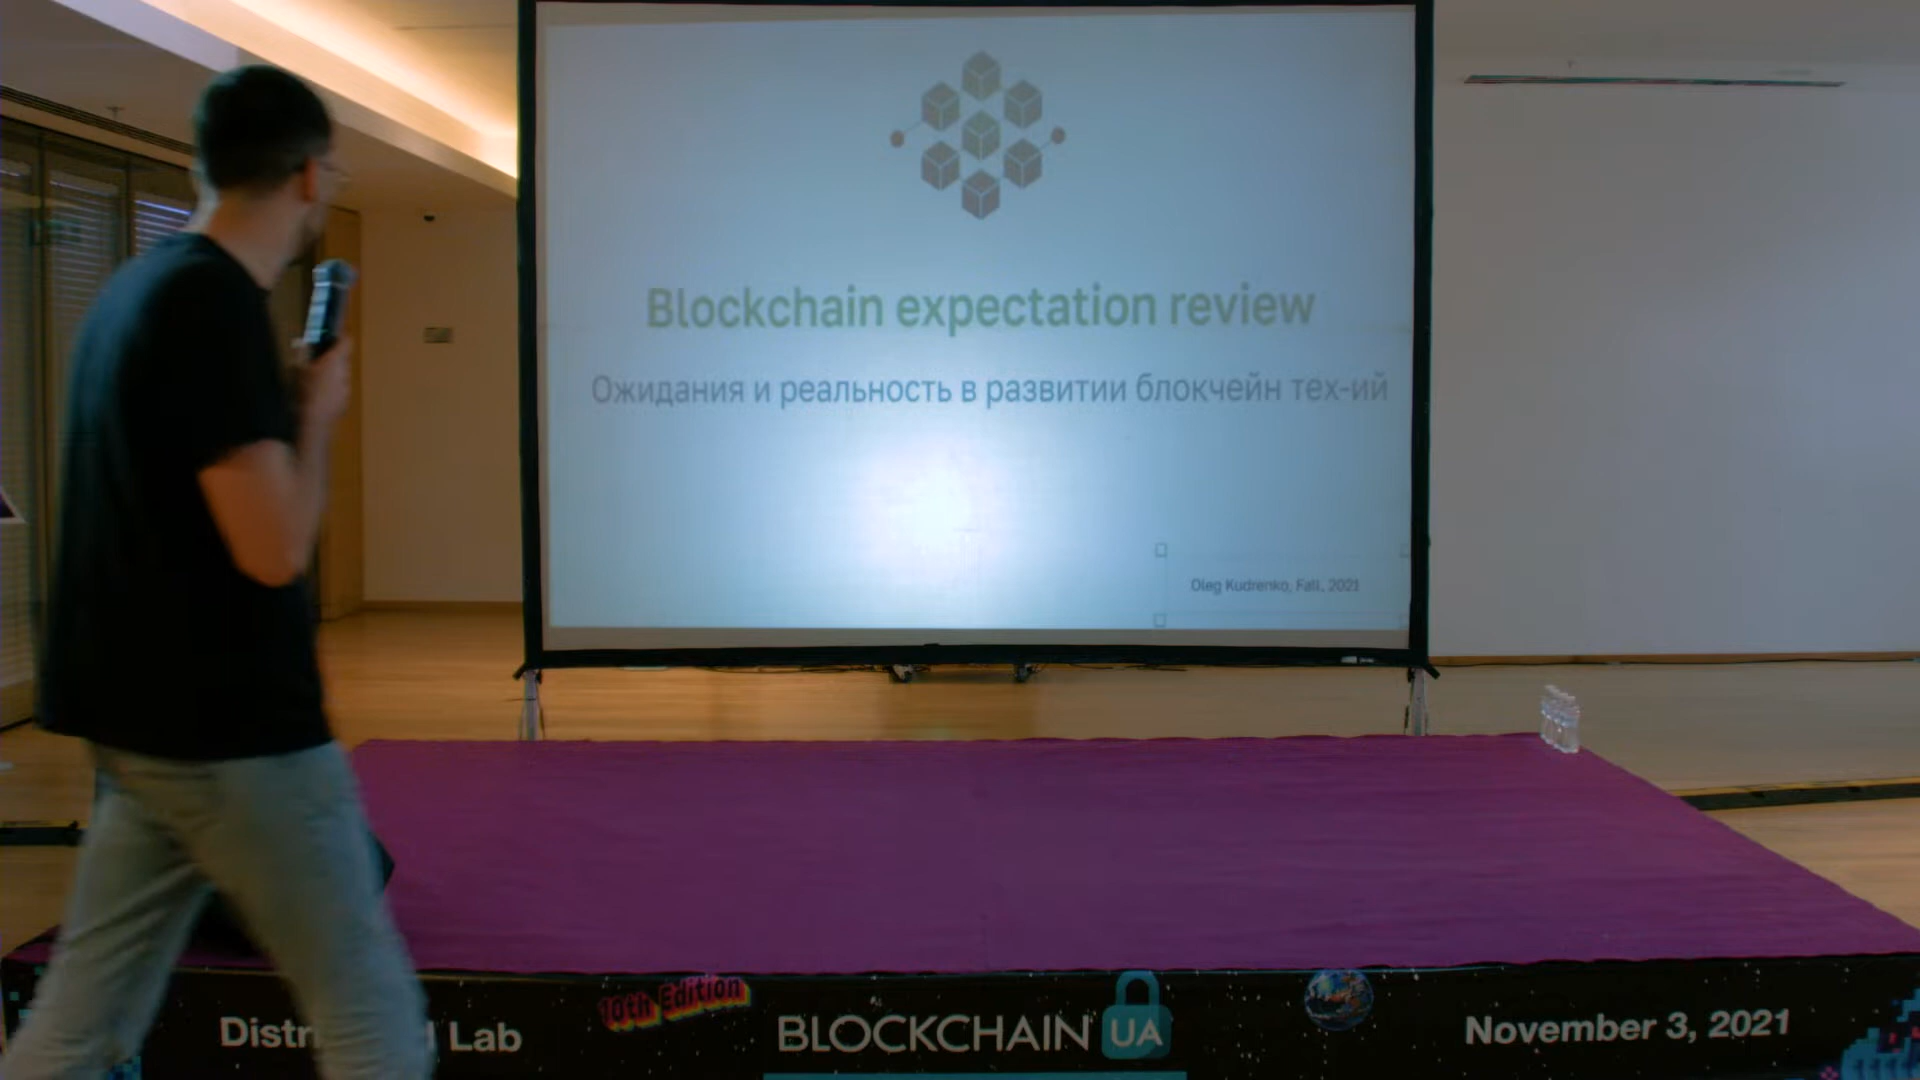 Blockchain expectation review
Ожидания и реальность в развитии блокчейн тех-ий
Oleg Kudrenko, Fall, 2021
10th Edition
Lab
BLOCKCHAIN UA
November 3, 2021